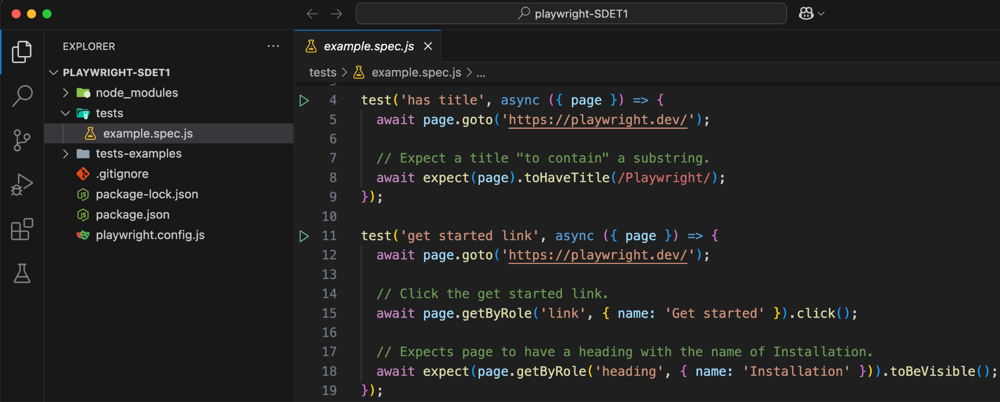 playwright-SDET1
EXPLORER
PLAYWRIGHT-SDET1
node_modules
tests
example.spec.js
tests-examples
.gitignore
package-lock.json
package.json
playwright.config.js
example.spec.js
tests > example.spec.js > ...
4 test('has title', async ({ page }) => {
5 await page.goto('https://playwright.dev/');
6
7 // Expect a title "to contain" a substring.
8 await expect(page).toHaveTitle(/Playwright/);
9 });
10
11 test('get started link', async ({ page }) => {
12 await page.goto('https://playwright.dev/');
13
14 // Click the get started link.
15 await page.getByRole('link', { name: 'Get started' }).click();
16
17 // Expects page to have a heading with the name of Installation.
18 await expect(page.getByRole('heading', { name: 'Installation' })).toBeVisible();
19 });